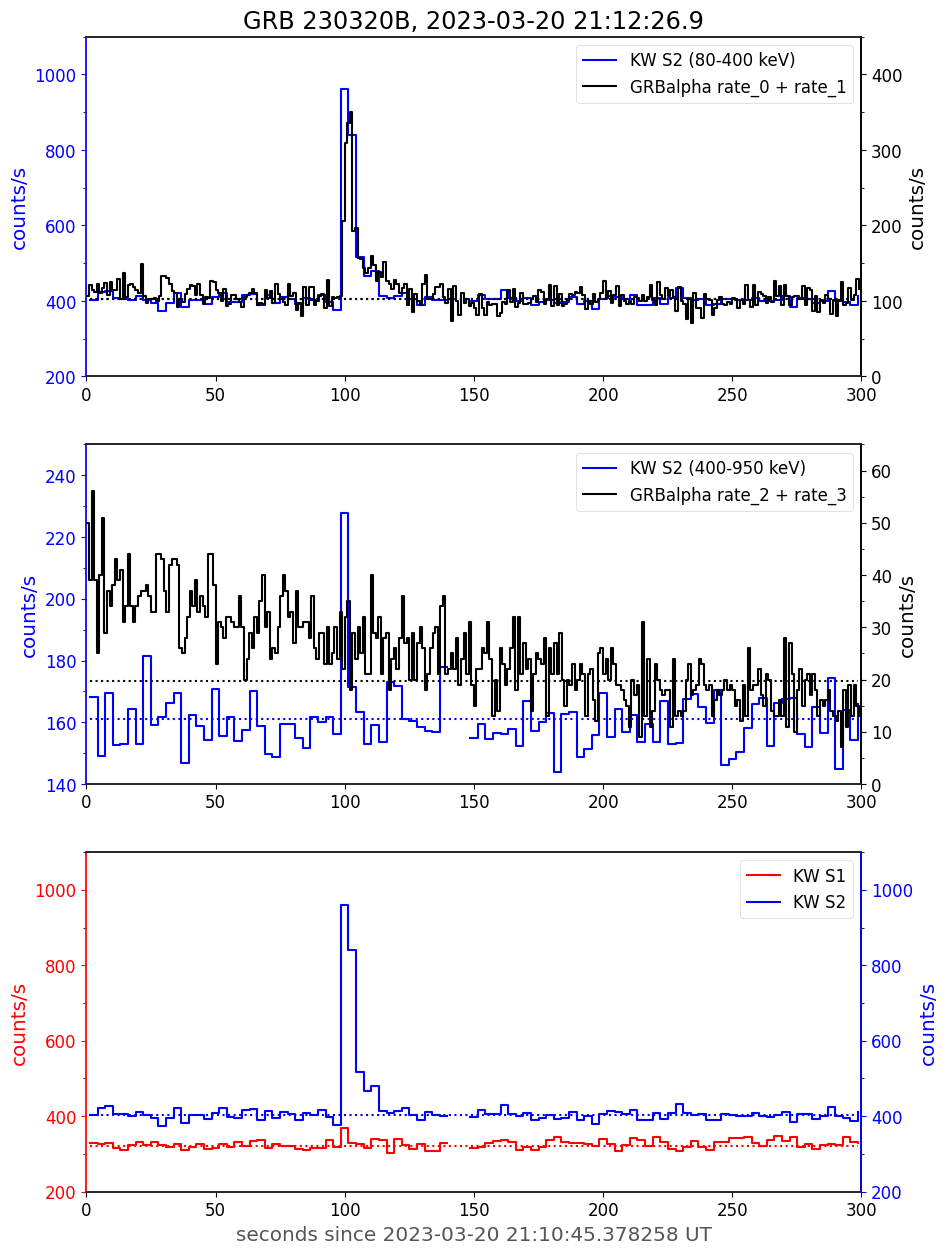 GRB 230320B, 2023-03-20 21:12:26.9
KW S2 (80-400 keV)
GRBalpha rate_0 + rate_1
1000
800
600
400
200
counts/s
400
300
200
100
0
counts/s
0 50 100 150 200 250 300
KW S2 (400-950 keV)
GRBalpha rate_2 + rate_3
240
220
200
180
160
140
counts/s
60
50
40
30
20
10
0
counts/s
0 50 100 150 200 250 300
KW S1
KW S2
1000
800
600
400
200
counts/s
1000
800
600
400
200
counts/s
0 50 100 150 200 250 300
seconds since 2023-03-20 21:10:45.378258 UT